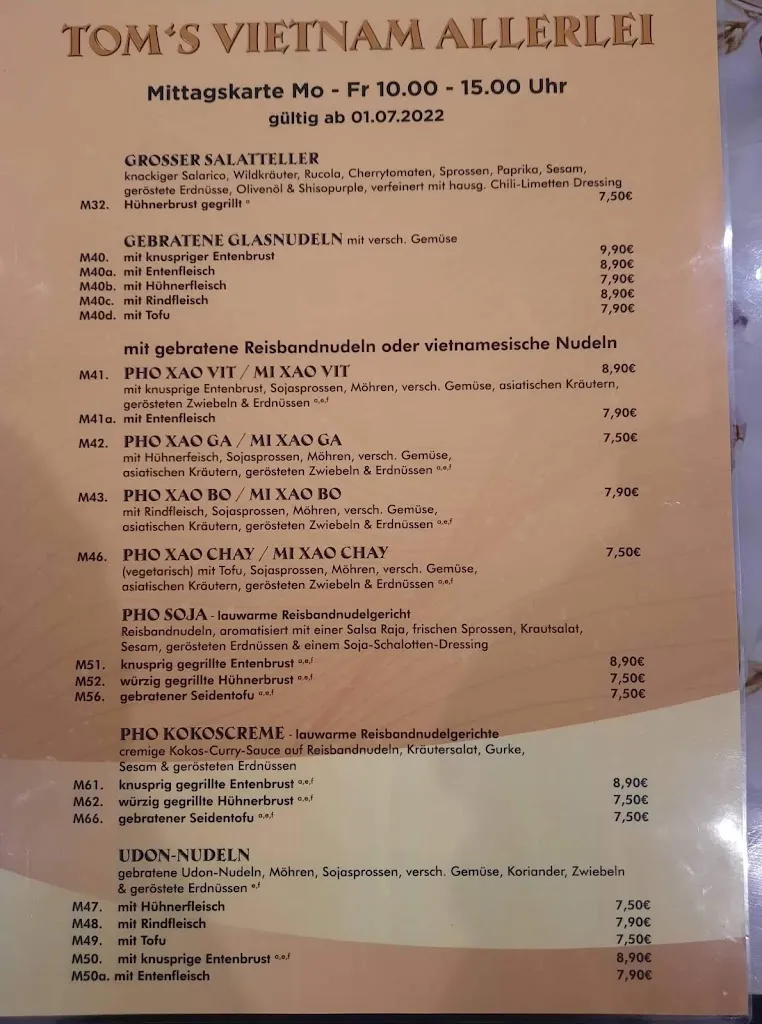 TOM'S VIETNAM ALLERLEI
Mittagskarte Mo - Fr 10.00 - 15.00 Uhr
gültig ab 01.07.2022
GROSSER SALATTELLER
knackiger Salarico, Wildkräuter, Rucola, Cherrytomaten, Sprossen, Paprika, Sesam,
geröstete Erdnüsse, Olivenöl & Shisopurple, verfeinert mit hausg. Chili-Limetten Dressing
M32. Hühnerbrust gegrillt ᵃ 7,50€
GEBRATENE GLASNUDELN mit versch. Gemüse
M40. mit knuspriger Entenbrust 9,90€
M40a. mit Entenfleisch 8,90€
M40b. mit Hühnerfleisch 7,90€
M40c. mit Rindfleisch 8,90€
M40d. mit Tofu 7,90€
mit gebratene Reisbandnudeln oder vietnamesische Nudeln
M41. PHO XAO VIT / MI XAO VIT 8,90€
mit knusprige Entenbrust, Sojasprossen, Möhren, versch. Gemüse, asiatischen Kräutern,
gerösteten Zwiebeln & Erdnüssen ᵃ,ᵉ,ᶠ
M41a. mit Entenfleisch 7,90€
M42. PHO XAO GA / MI XAO GA 7,50€
mit Hühnerfeisch, Sojasprossen, Möhren, versch. Gemüse,
asiatischen Kräutern, gerösteten Zwiebeln & Erdnüssen ᵃ,ᵉ,ᶠ
M43. PHO XAO BO / MI XAO BO 7,90€
mit Rindfleisch, Sojasprossen, Möhren, versch. Gemüse,
asiatischen Kräutern, gerösteten Zwiebeln & Erdnüssen ᵃ,ᵉ,ᶠ
M46. PHO XAO CHAY / MI XAO CHAY 7,50€
(vegetarisch) mit Tofu, Sojasprossen, Möhren, versch. Gemüse,
asiatischen Kräutern, gerösteten Zwiebeln & Erdnüssen ᵃ,ᵉ,ᶠ
PHO SOJA - lauwarme Reisbandnudelgericht
Reisbandnudeln, aromatisiert mit einer Salsa Raja, frischen Sprossen, Krautsalat,
Sesam, gerösteten Erdnüssen & einem Soja-Schalotten-Dressing
M51. knusprig gegrillte Entenbrust ᵃ,ᵉ,ᶠ 8,90€
M52. würzig gegrillte Hühnerbrust ᵃ,ᵉ,ᶠ 7,50€
M56. gebratener Seidentofu ᵃ,ᵉ,ᶠ 7,50€
PHO KOKOSCREME - lauwarme Reisbandnudelgerichte
cremige Kokos-Curry-Sauce auf Reisbandnudeln, Kräutersalat, Gurke,
Sesam & gerösteten Erdnüssen
M61. knusprig gegrillte Entenbrust ᵃ,ᵉ,ᶠ 8,90€
M62. würzig gegrillte Hühnerbrust ᵃ,ᵉ,ᶠ 7,50€
M66. gebratener Seidentofu ᵃ,ᵉ,ᶠ 7,50€
UDON-NUDELN
gebratene Udon-Nudeln, Möhren, Sojasprossen, versch. Gemüse, Koriander, Zwiebeln
& geröstete Erdnüssen ᵉ,ᶠ
M47. mit Hühnerfleisch 7,50€
M48. mit Rindfleisch 7,90€
M49. mit Tofu 7,50€
M50. mit knusprige Entenbrust ᵃ,ᵉ,ᶠ 8,90€
M50a. mit Entenfleisch 7,90€